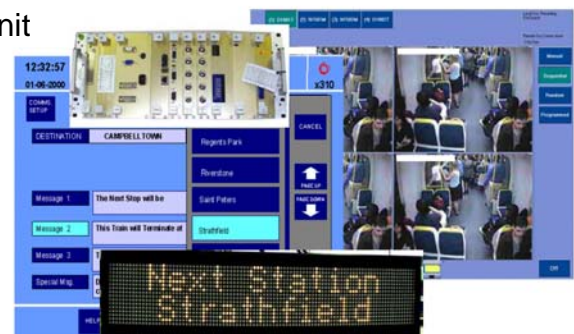 nit
12:32:57
01-06-2000
x310
COMMS.
SETUP
DESTINATION
CAMPBELLTOWN
Regents Park
CANCEL
Riverstone
PAGE UP
Message 1
The Next Stop will be
Saint Peters
PAGE DOWN
Message 2
This Train will Terminate at
Strathfield
Message 3
Special Msg.
HELP
Manual
Sequential
Random
Programmed
Off
Next Station
Strathfield